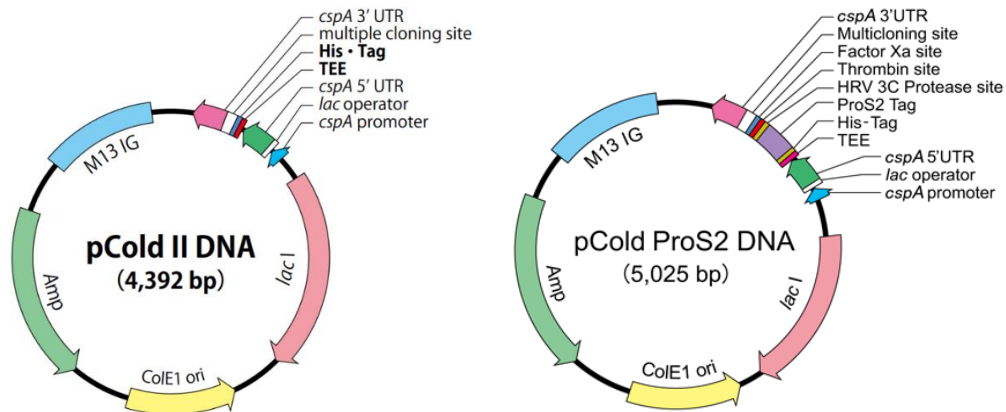 cspA 3' UTR
multiple cloning site
His・Tag
TEE
cspA 5' UTR
lac operator
cspA promoter
M13 IG
Amp
pCold II DNA
(4,392 bp)
lac I
ColE1 ori
cspA 3'UTR
Multicloning site
Factor Xa site
Thrombin site
HRV 3C Protease site
ProS2 Tag
His-Tag
TEE
cspA 5'UTR
lac operator
cspA promoter
M13 IG
Amp
pCold ProS2 DNA
(5,025 bp)
lac I
ColE1 ori